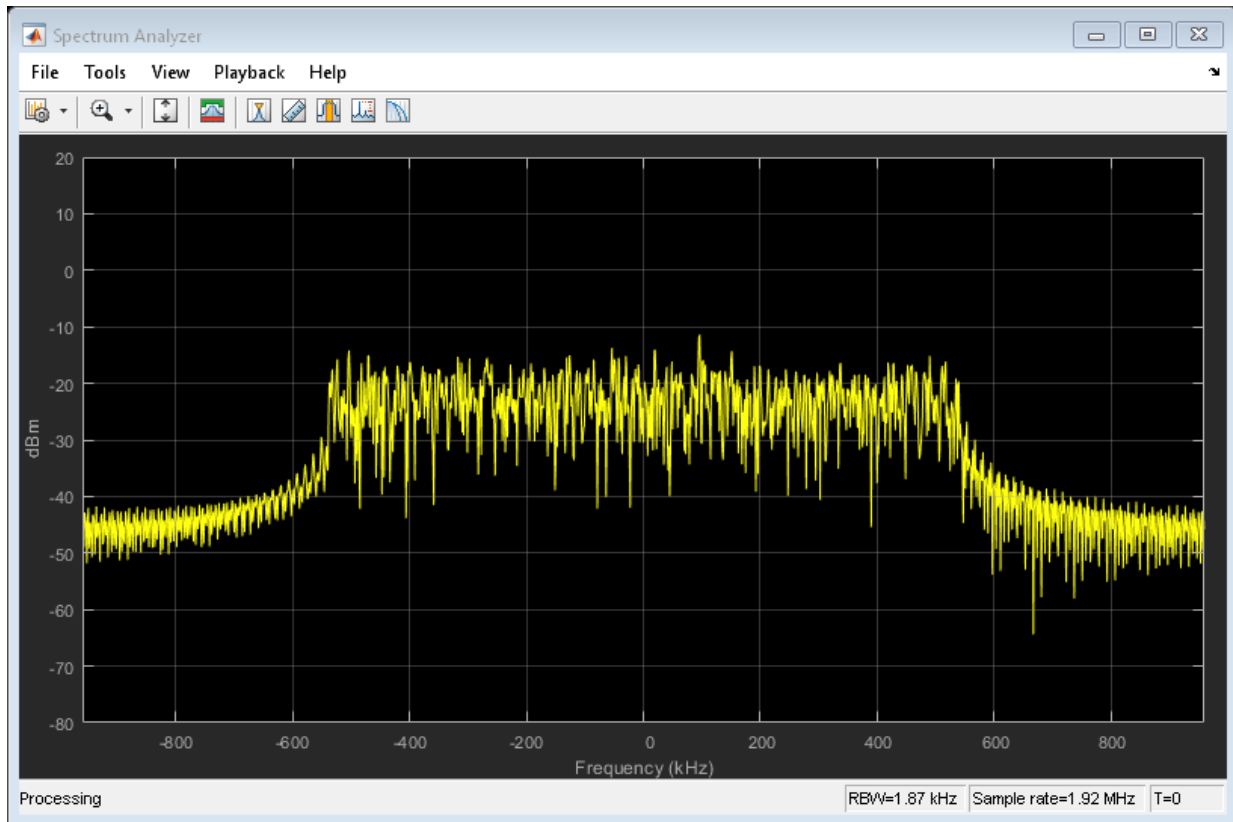 Spectrum Analyzer
File Tools View Playback Help
20
10
0
-10
-20
-30
-40
-50
-60
-70
-80
dBm
-800 -600 -400 -200 0 200 400 600 800
Frequency (kHz)
Processing RBW=1.87 kHz Sample rate=1.92 MHz T=0